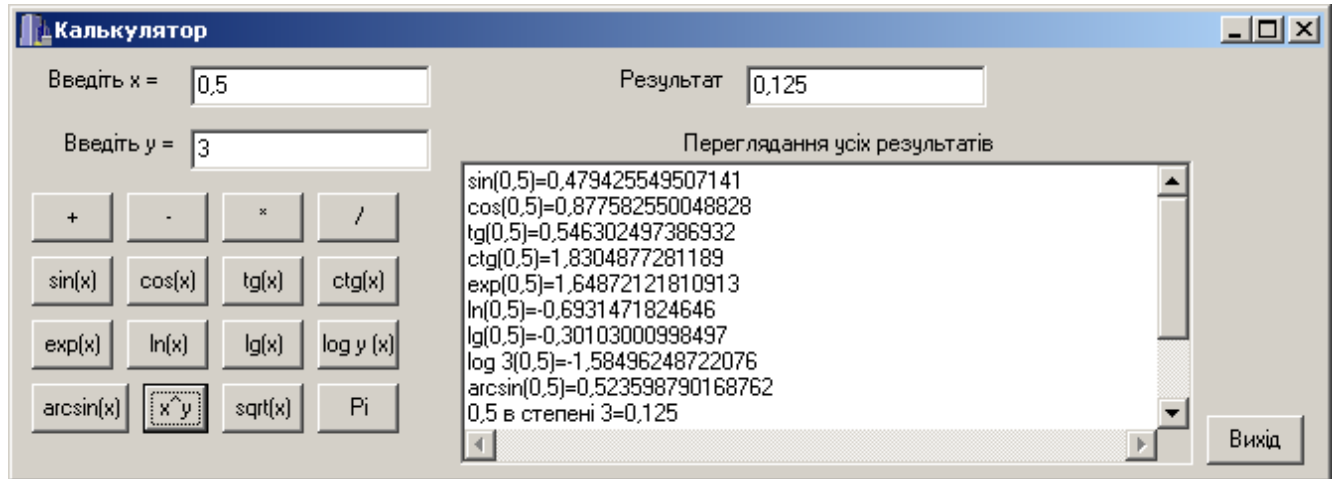 Калькулятор
Введіть x = 0,5
Результат 0,125
Введіть y = 3
Переглядання усіх результатів
sin(0,5)=0,479425549507141
cos(0,5)=0,877582550048828
tg(0,5)=0,546302497386932
ctg(0,5)=1,8304877281189
exp(0,5)=1,64872121810913
ln(0,5)=-0,6931471824646
lg(0,5)=-0,30103000998497
log 3(0,5)=-1,58496248722076
arcsin(0,5)=0,523598790168762
0,5 в степені 3=0,125
+ - * /
sin(x) cos(x) tg(x) ctg(x)
exp(x) ln(x) lg(x) log y (x)
arcsin(x) x^y sqrt(x) Pi
Вихід